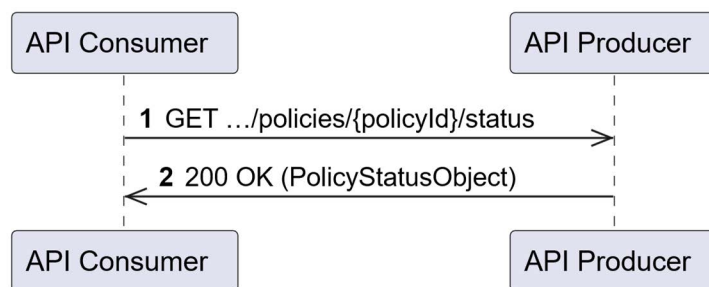 API Consumer
API Producer
1 GET …/policies/{policyId}/status
2 200 OK (PolicyStatusObject)
API Consumer
API Producer